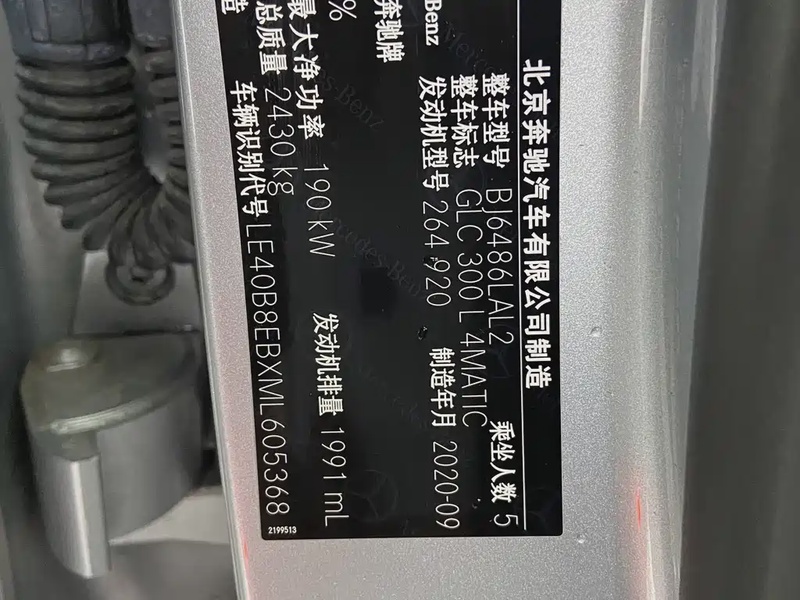 北京奔驰汽车有限公司制造
整车型号 BJ6486LAL2 乘坐人数 5
整车标志 GLC 300 L 4MATIC
发动机型号 264 920 制造年月 2020-09
Benz
奔驰牌
%
最大净功率 190 kW 发动机排量 1991 mL
总质量 2430 kg
造
车辆识别代号 LE40B8EBXML605368
2199513